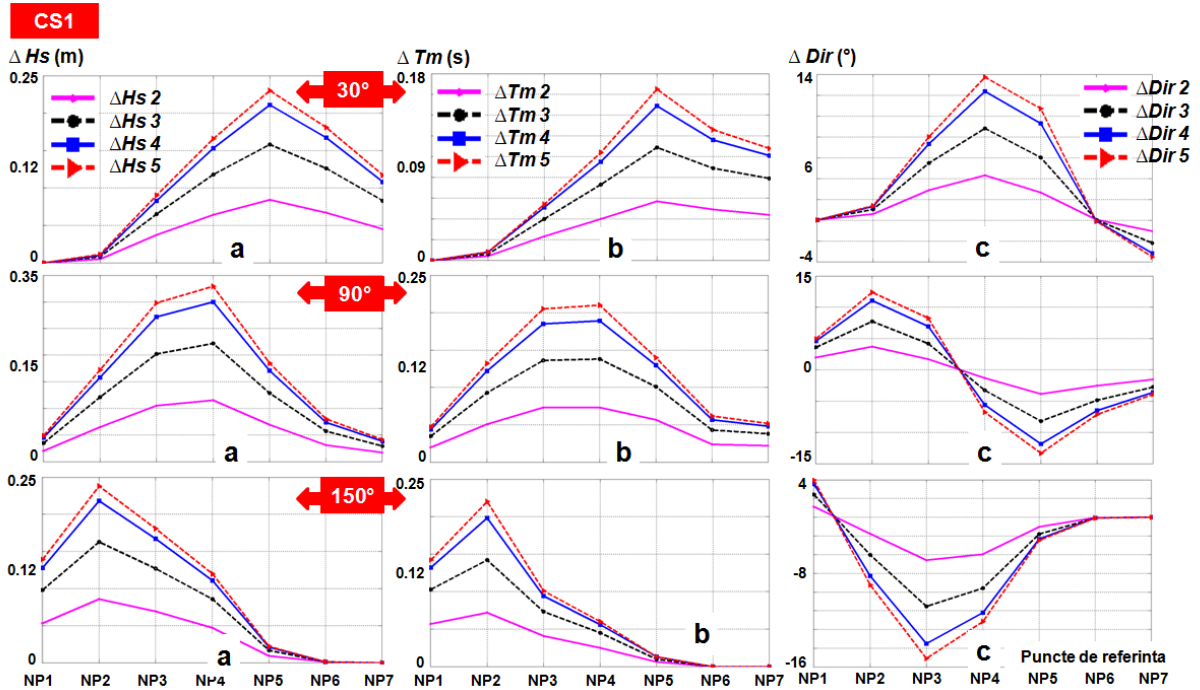 CS1
Δ Hs (m)
Δ Tm (s)
Δ Dir (°)
0.25
0.12
0
ΔHs 2
ΔHs 3
ΔHs 4
ΔHs 5
a
30°
0.18
0.09
0
ΔTm 2
ΔTm 3
ΔTm 4
ΔTm 5
b
14
6
-4
ΔDir 2
ΔDir 3
ΔDir 4
ΔDir 5
c
0.35
0.15
0
a
90°
0.25
0.12
0
b
15
0
-15
c
0.25
0.12
0
a
150°
0.25
0.12
0
b
4
-8
-16
c
Puncte de referinta
NP1 NP2 NP3 NP4 NP5 NP6 NP7
NP1 NP2 NP3 NP4 NP5 NP6 NP7
NP1 NP2 NP3 NP4 NP5 NP6 NP7